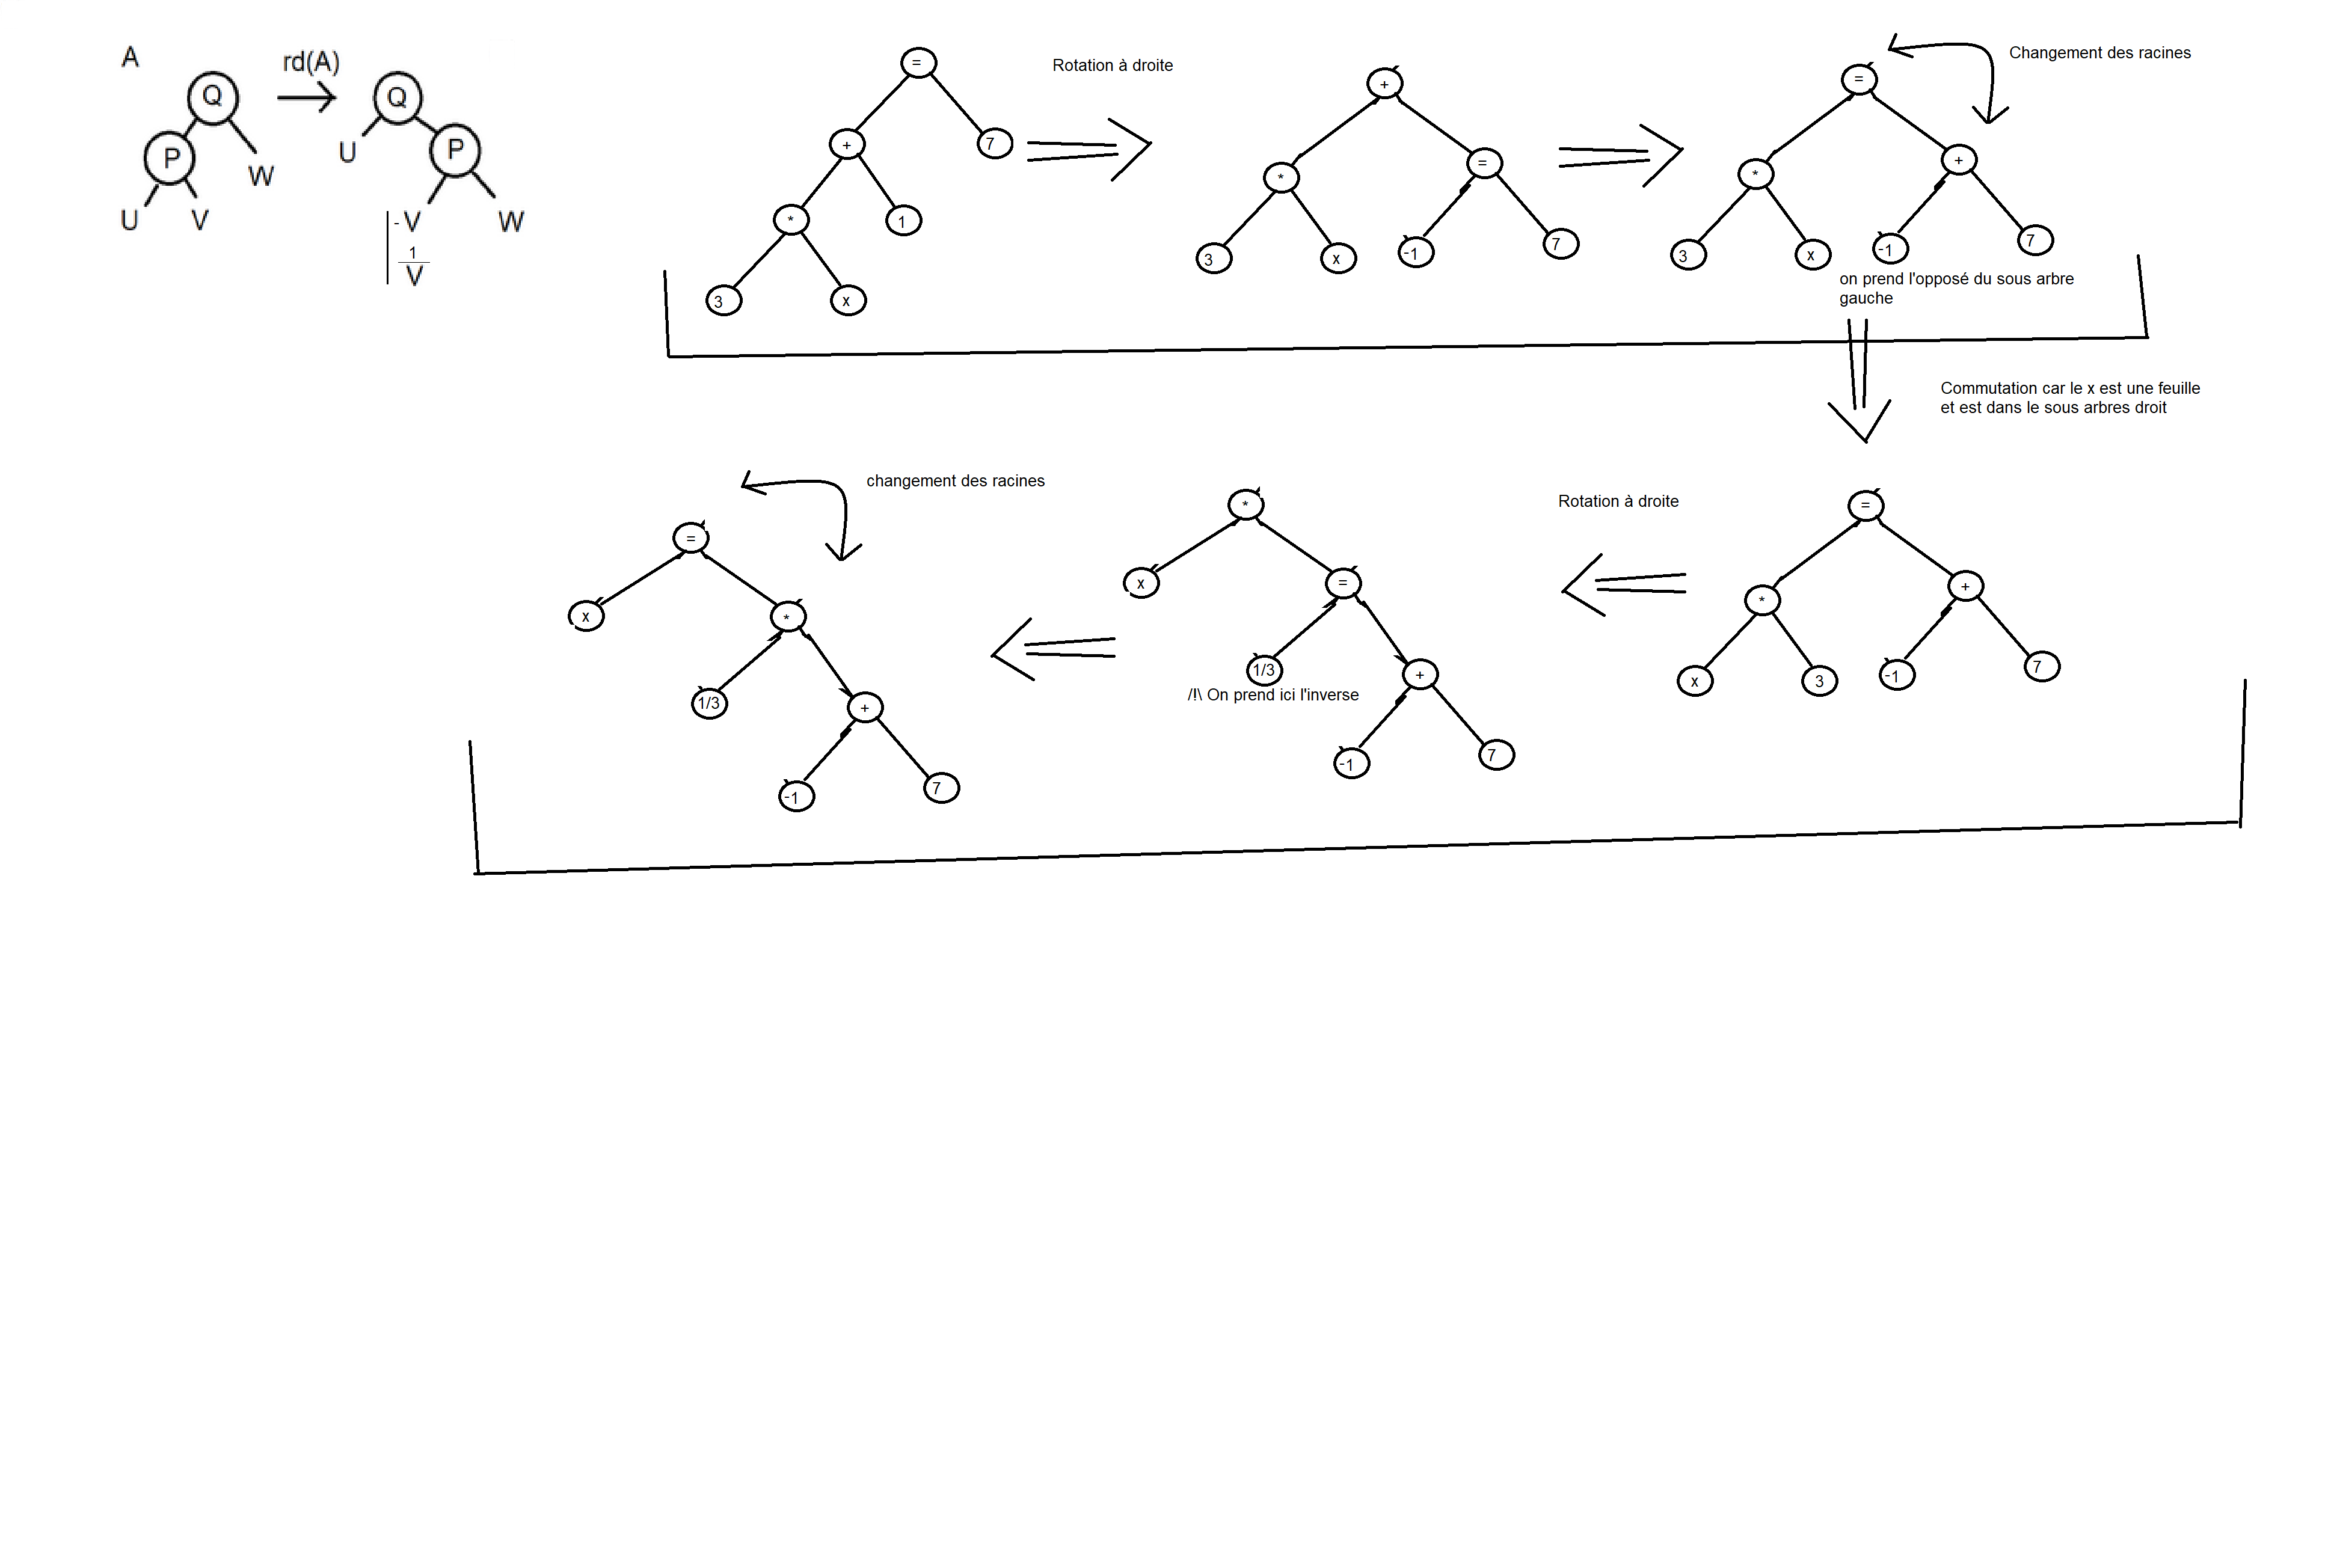 A
rd(A)
Q
P
W
U
V
Q
U
P
-V
W
1
V
=
+
7
*
1
3
x
Rotation à droite
+
*
=
3
x
-1
7
Changement des racines
=
*
+
3
x
-1
7
on prend l'opposé du sous arbre
gauche
Commutation car le x est une feuille
et est dans le sous arbres droit
=
*
+
x
3
-1
7
Rotation à droite
*
x
=
1/3
+
/!\ On prend ici l'inverse
-1
7
changement des racines
=
x
*
1/3
+
-1
7